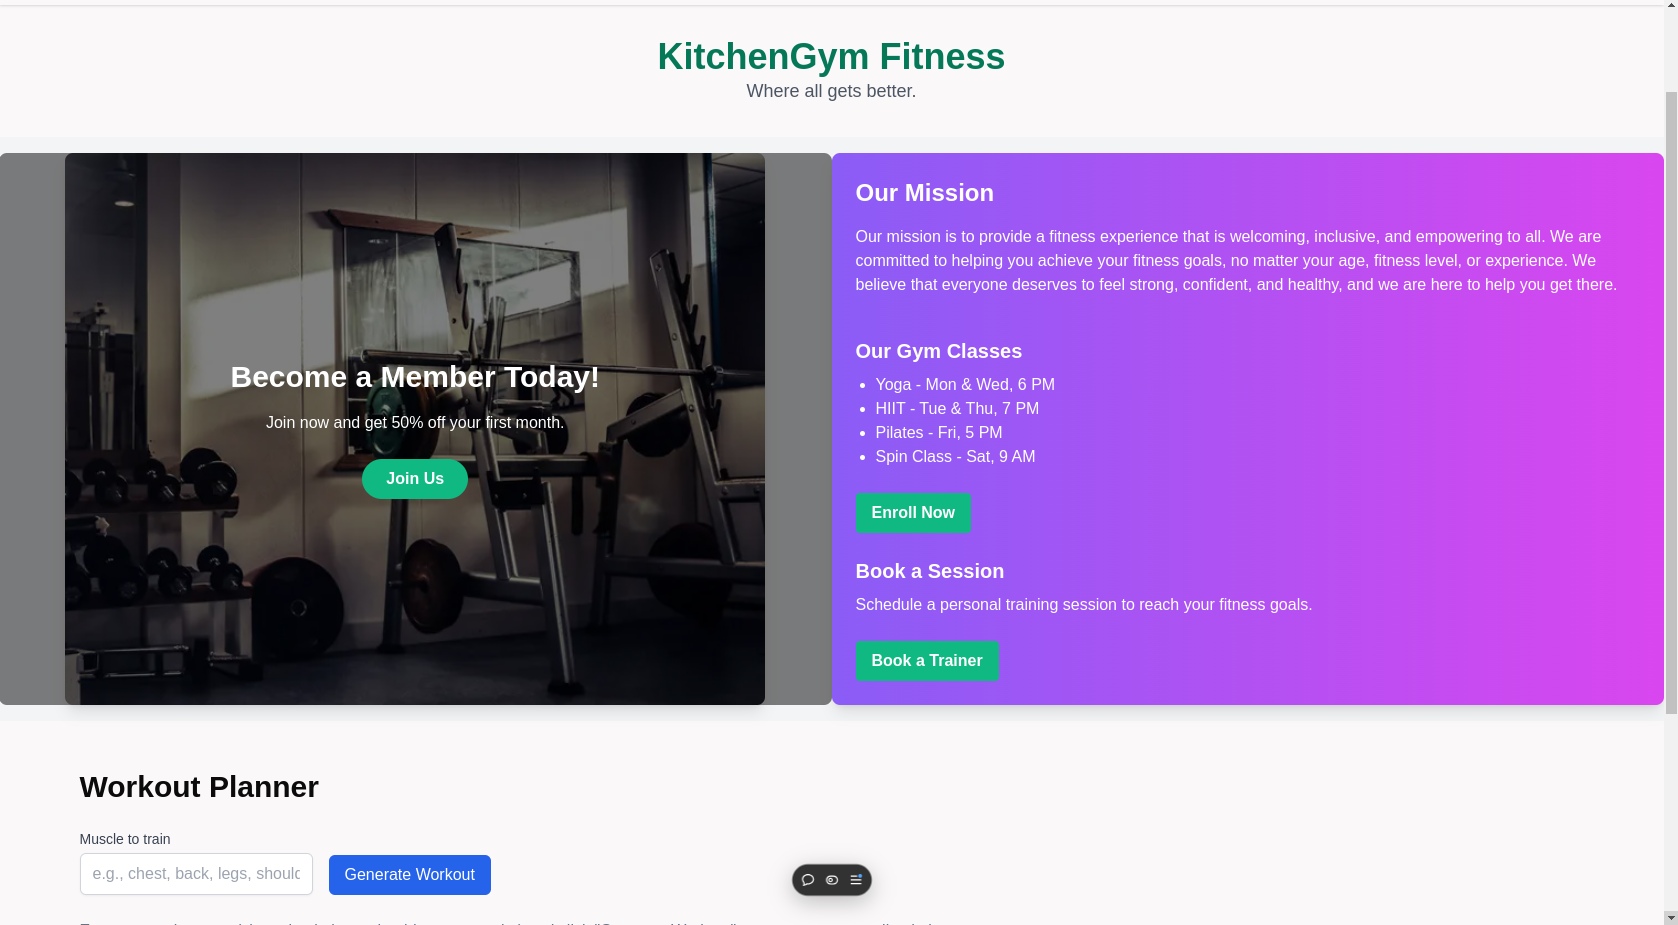 KitchenGym Fitness
Where all gets better.
Become a Member Today!
Join now and get 50% off your first month.
Join Us
Our Mission
Our mission is to provide a fitness experience that is welcoming, inclusive, and empowering to all. We are
committed to helping you achieve your fitness goals, no matter your age, fitness level, or experience. We
believe that everyone deserves to feel strong, confident, and healthy, and we are here to help you get there.
Our Gym Classes
Yoga - Mon & Wed, 6 PM
HIIT - Tue & Thu, 7 PM
Pilates - Fri, 5 PM
Spin Class - Sat, 9 AM
Enroll Now
Book a Session
Schedule a personal training session to reach your fitness goals.
Book a Trainer
Workout Planner
Muscle to train
e.g., chest, back, legs, should
Generate Workout